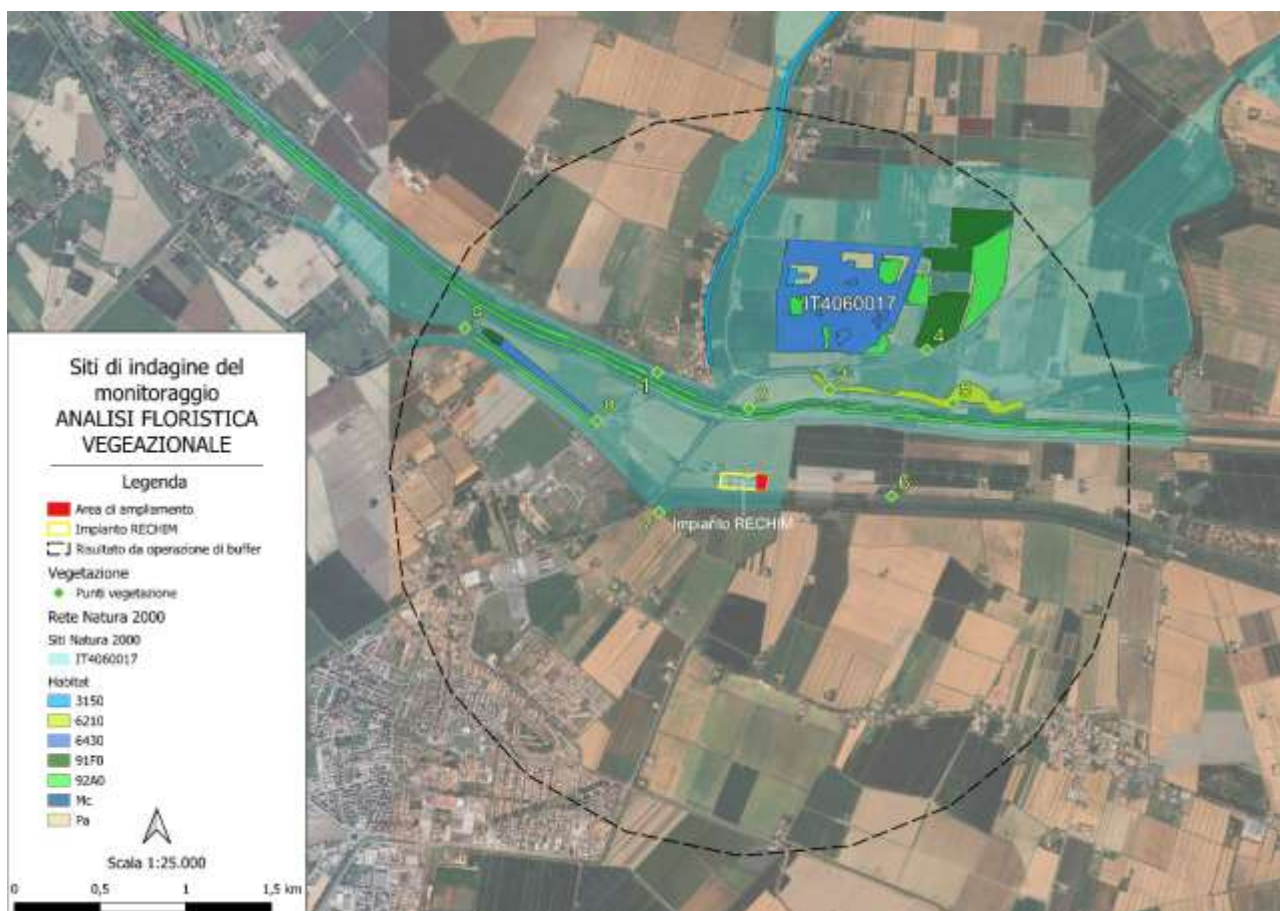 Siti di indagine del
monitoraggio
ANALISI FLORISTICA
VEGEAZIONALE
Legenda
Area di ampliamento
Impianto RECHIM
Risultato da operazione di buffer
Vegetazione
Punti vegetazione
Rete Natura 2000
Siti Natura 2000
IT4060017
Habitat
3150
6210
6430
91F0
92A0
Mc
Pa
Scala 1:25.000
0 0,5 1 1,5 km
IT4060017
4
1
2
5
6
8
Impianto RECHIM